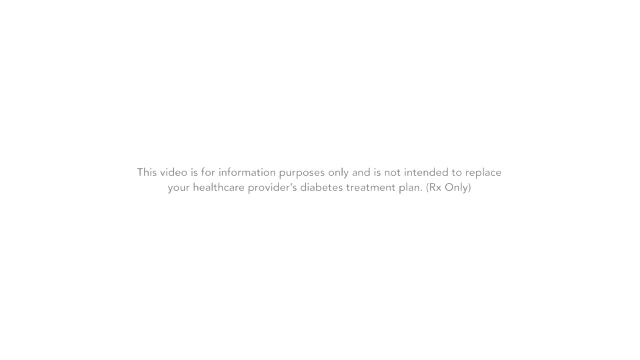 This video is for information purposes only and is not intended to replace
your healthcare provider's diabetes treatment plan. (Rx Only)